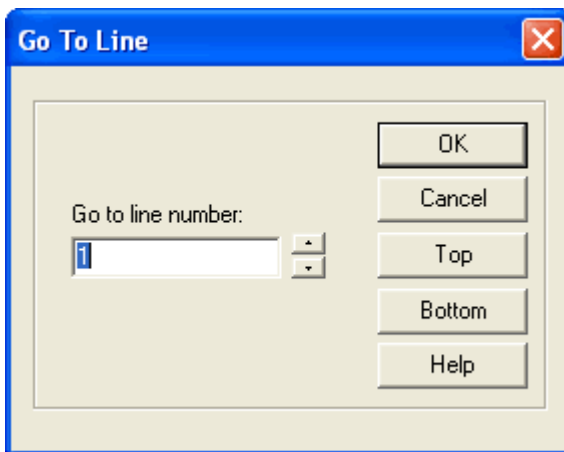 Go To Line
Go to line number:
1
OK
Cancel
Top
Bottom
Help